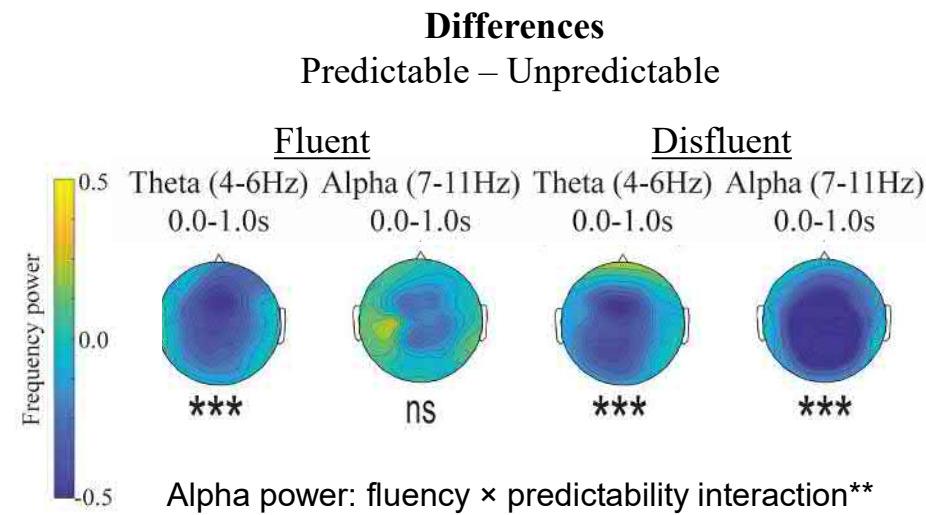 Differences
Predictable – Unpredictable
Fluent Disfluent
Theta (4-6Hz) Alpha (7-11Hz) Theta (4-6Hz) Alpha (7-11Hz)
0.0-1.0s 0.0-1.0s 0.0-1.0s 0.0-1.0s
0.5
Frequency power
0.0
-0.5
*** ns *** ***
Alpha power: fluency × predictability interaction**